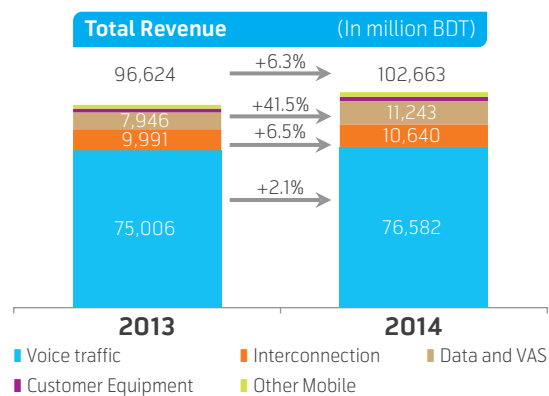 Total Revenue (In million BDT)
96,624 +6.3% 102,663
7,946 +41.5% 11,243
9,991 +6.5% 10,640
+2.1%
75,006 76,582
2013 2014
Voice traffic Interconnection Data and VAS
Customer Equipment Other Mobile